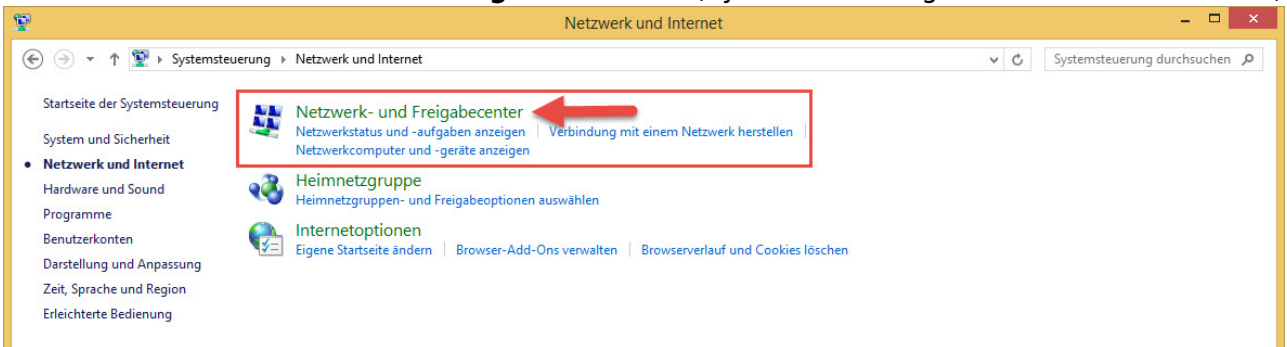 Netzwerk und Internet
Systemsteuerung Netzwerk und Internet
Systemsteuerung durchsuchen
Startseite der Systemsteuerung
System und Sicherheit
Netzwerk und Internet
Hardware und Sound
Programme
Benutzerkonten
Darstellung und Anpassung
Zeit, Sprache und Region
Erleichterte Bedienung
Netzwerk- und Freigabecenter
Netzwerkstatus und -aufgaben anzeigen | Verbindung mit einem Netzwerk herstellen |
Netzwerkcomputer und -geräte anzeigen
Heimnetzgruppe
Heimnetzgruppen- und Freigabeoptionen auswählen
Internetoptionen
Eigene Startseite ändern | Browser-Add-Ons verwalten | Browserverlauf und Cookies löschen